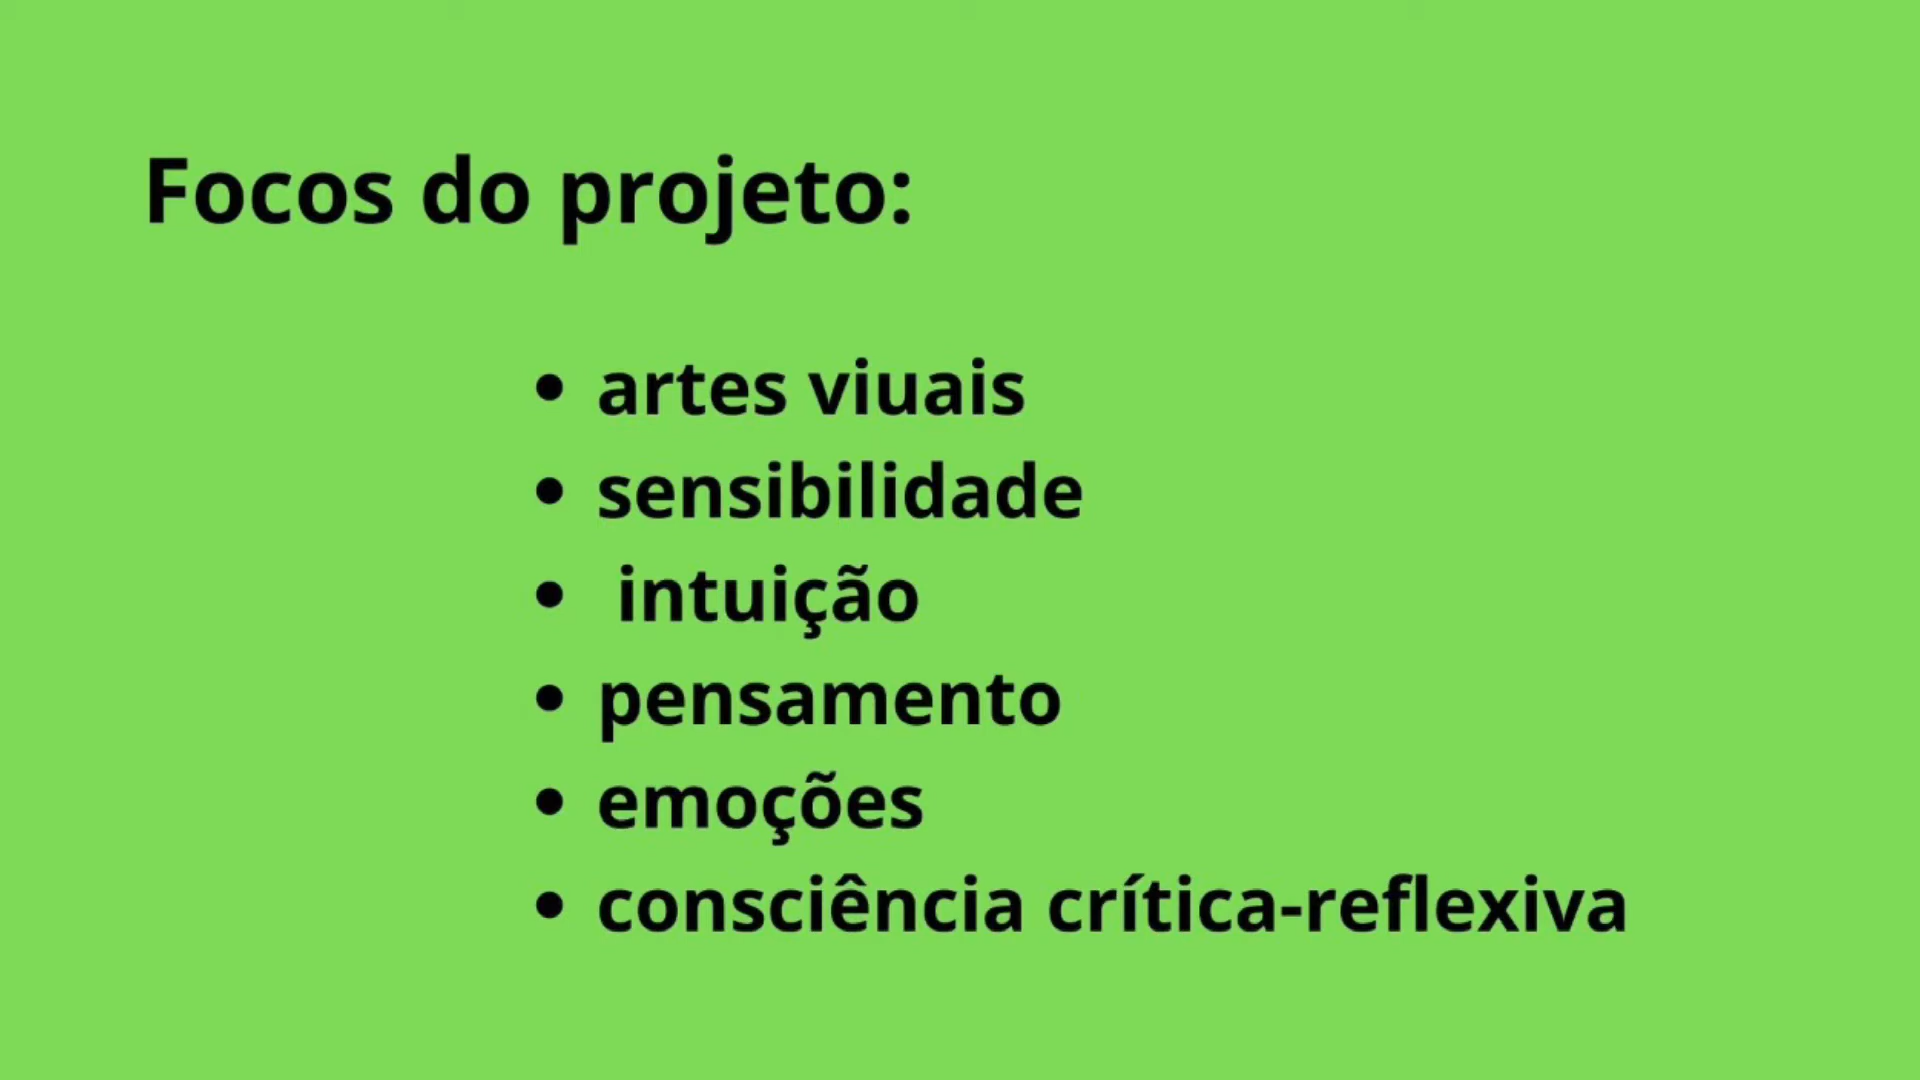 Focos do projeto:
• artes viuais
• sensibilidade
• intuição
• pensamento
• emoções
• consciência crítica-reflexiva